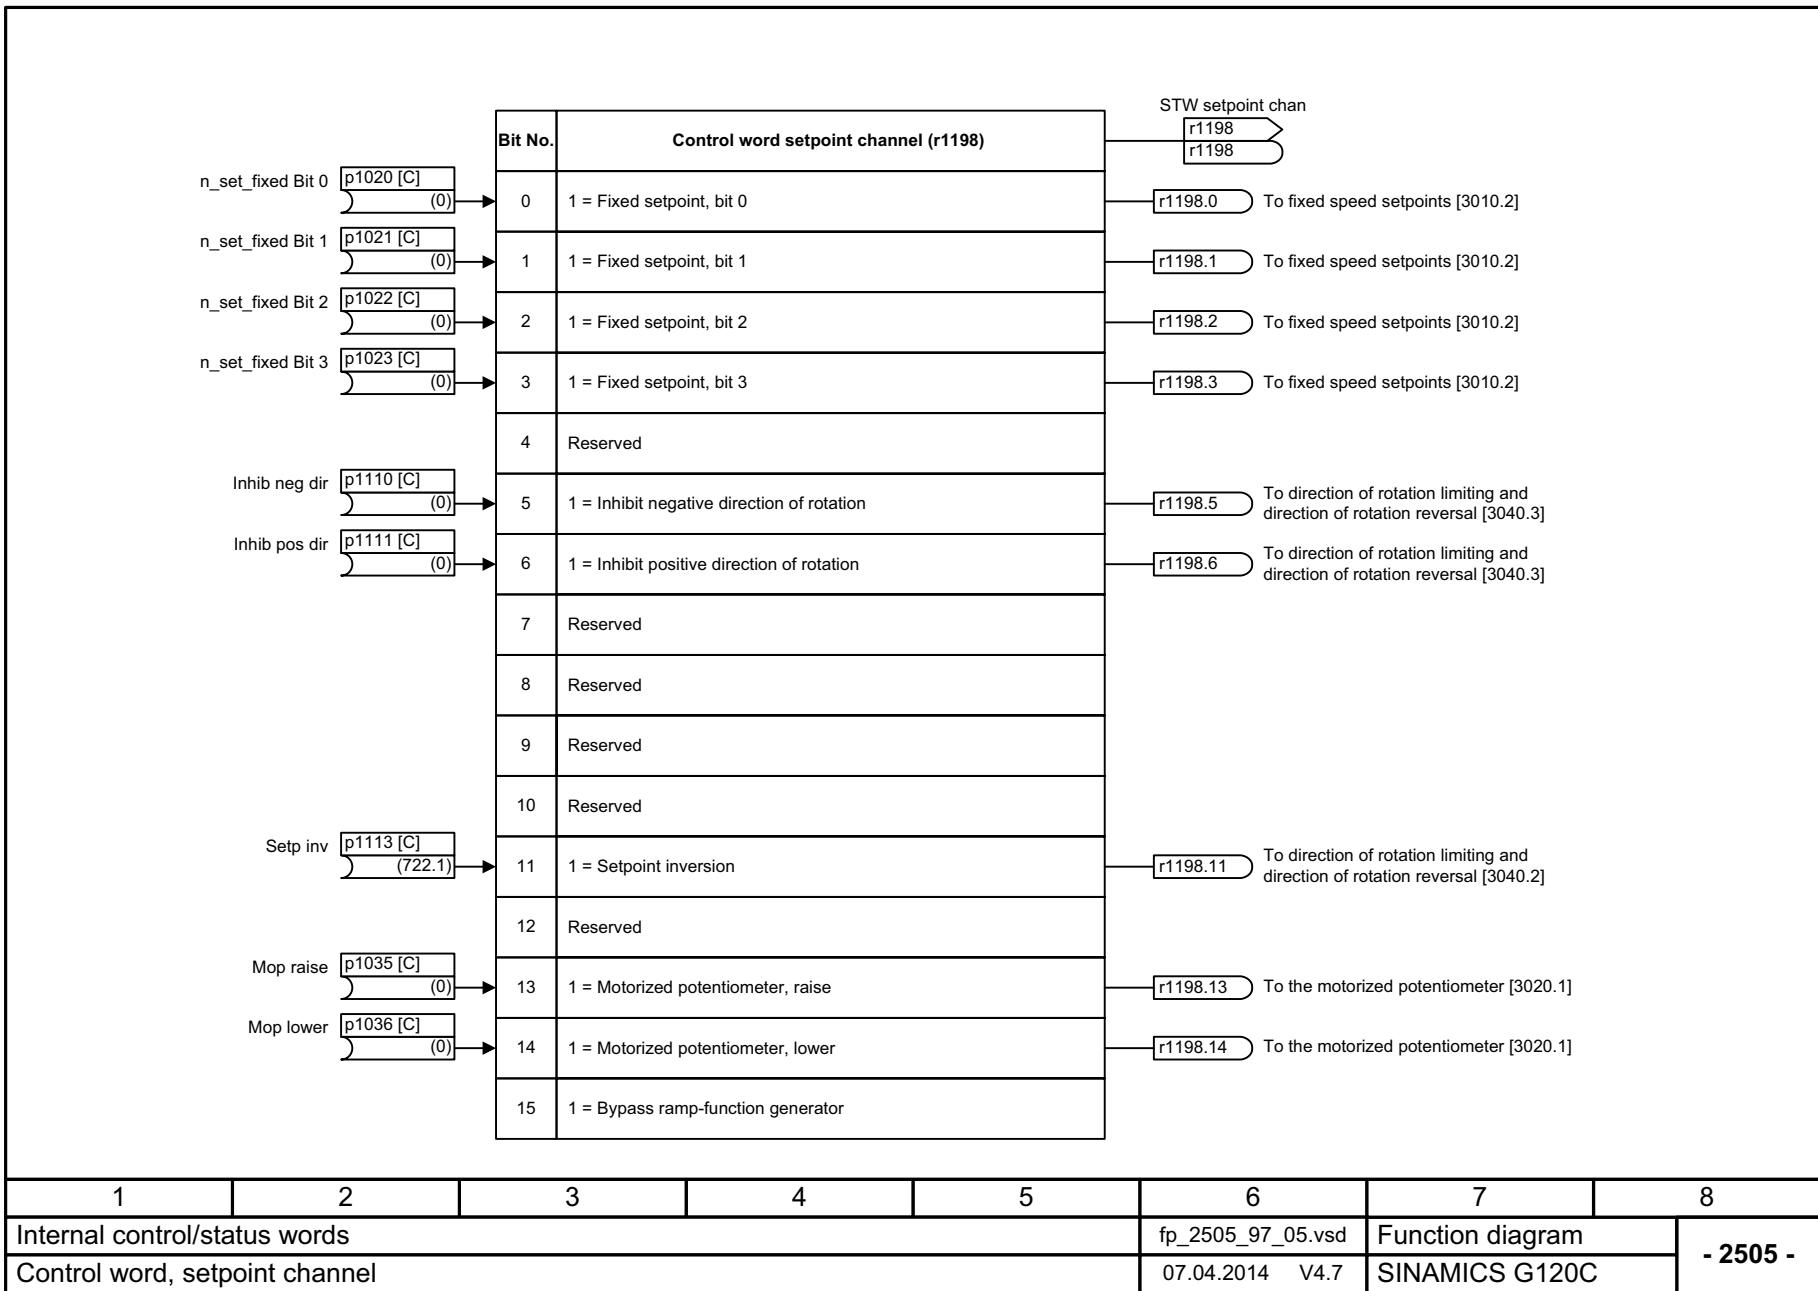 STW setpoint chan
r1198
r1198
Bit No. Control word setpoint channel (r1198)
n_set_fixed Bit 0 p1020 [C]
(0) 0 1 = Fixed setpoint, bit 0 r1198.0 To fixed speed setpoints [3010.2]
n_set_fixed Bit 1 p1021 [C]
(0) 1 1 = Fixed setpoint, bit 1 r1198.1 To fixed speed setpoints [3010.2]
n_set_fixed Bit 2 p1022 [C]
(0) 2 1 = Fixed setpoint, bit 2 r1198.2 To fixed speed setpoints [3010.2]
n_set_fixed Bit 3 p1023 [C]
(0) 3 1 = Fixed setpoint, bit 3 r1198.3 To fixed speed setpoints [3010.2]
4 Reserved
Inhib neg dir p1110 [C]
(0) 5 1 = Inhibit negative direction of rotation r1198.5 To direction of rotation limiting and
direction of rotation reversal [3040.3]
Inhib pos dir p1111 [C]
(0) 6 1 = Inhibit positive direction of rotation r1198.6 To direction of rotation limiting and
direction of rotation reversal [3040.3]
7 Reserved
8 Reserved
9 Reserved
10 Reserved
Setp inv p1113 [C]
(722.1) 11 1 = Setpoint inversion r1198.11 To direction of rotation limiting and
direction of rotation reversal [3040.2]
12 Reserved
Mop raise p1035 [C]
(0) 13 1 = Motorized potentiometer, raise r1198.13 To the motorized potentiometer [3020.1]
Mop lower p1036 [C]
(0) 14 1 = Motorized potentiometer, lower r1198.14 To the motorized potentiometer [3020.1]
15 1 = Bypass ramp-function generator
1 2 3 4 5 6 7 8
Internal control/status words fp_2505_97_05.vsd Function diagram
- 2505 -
Control word, setpoint channel 07.04.2014 V4.7 SINAMICS G120C